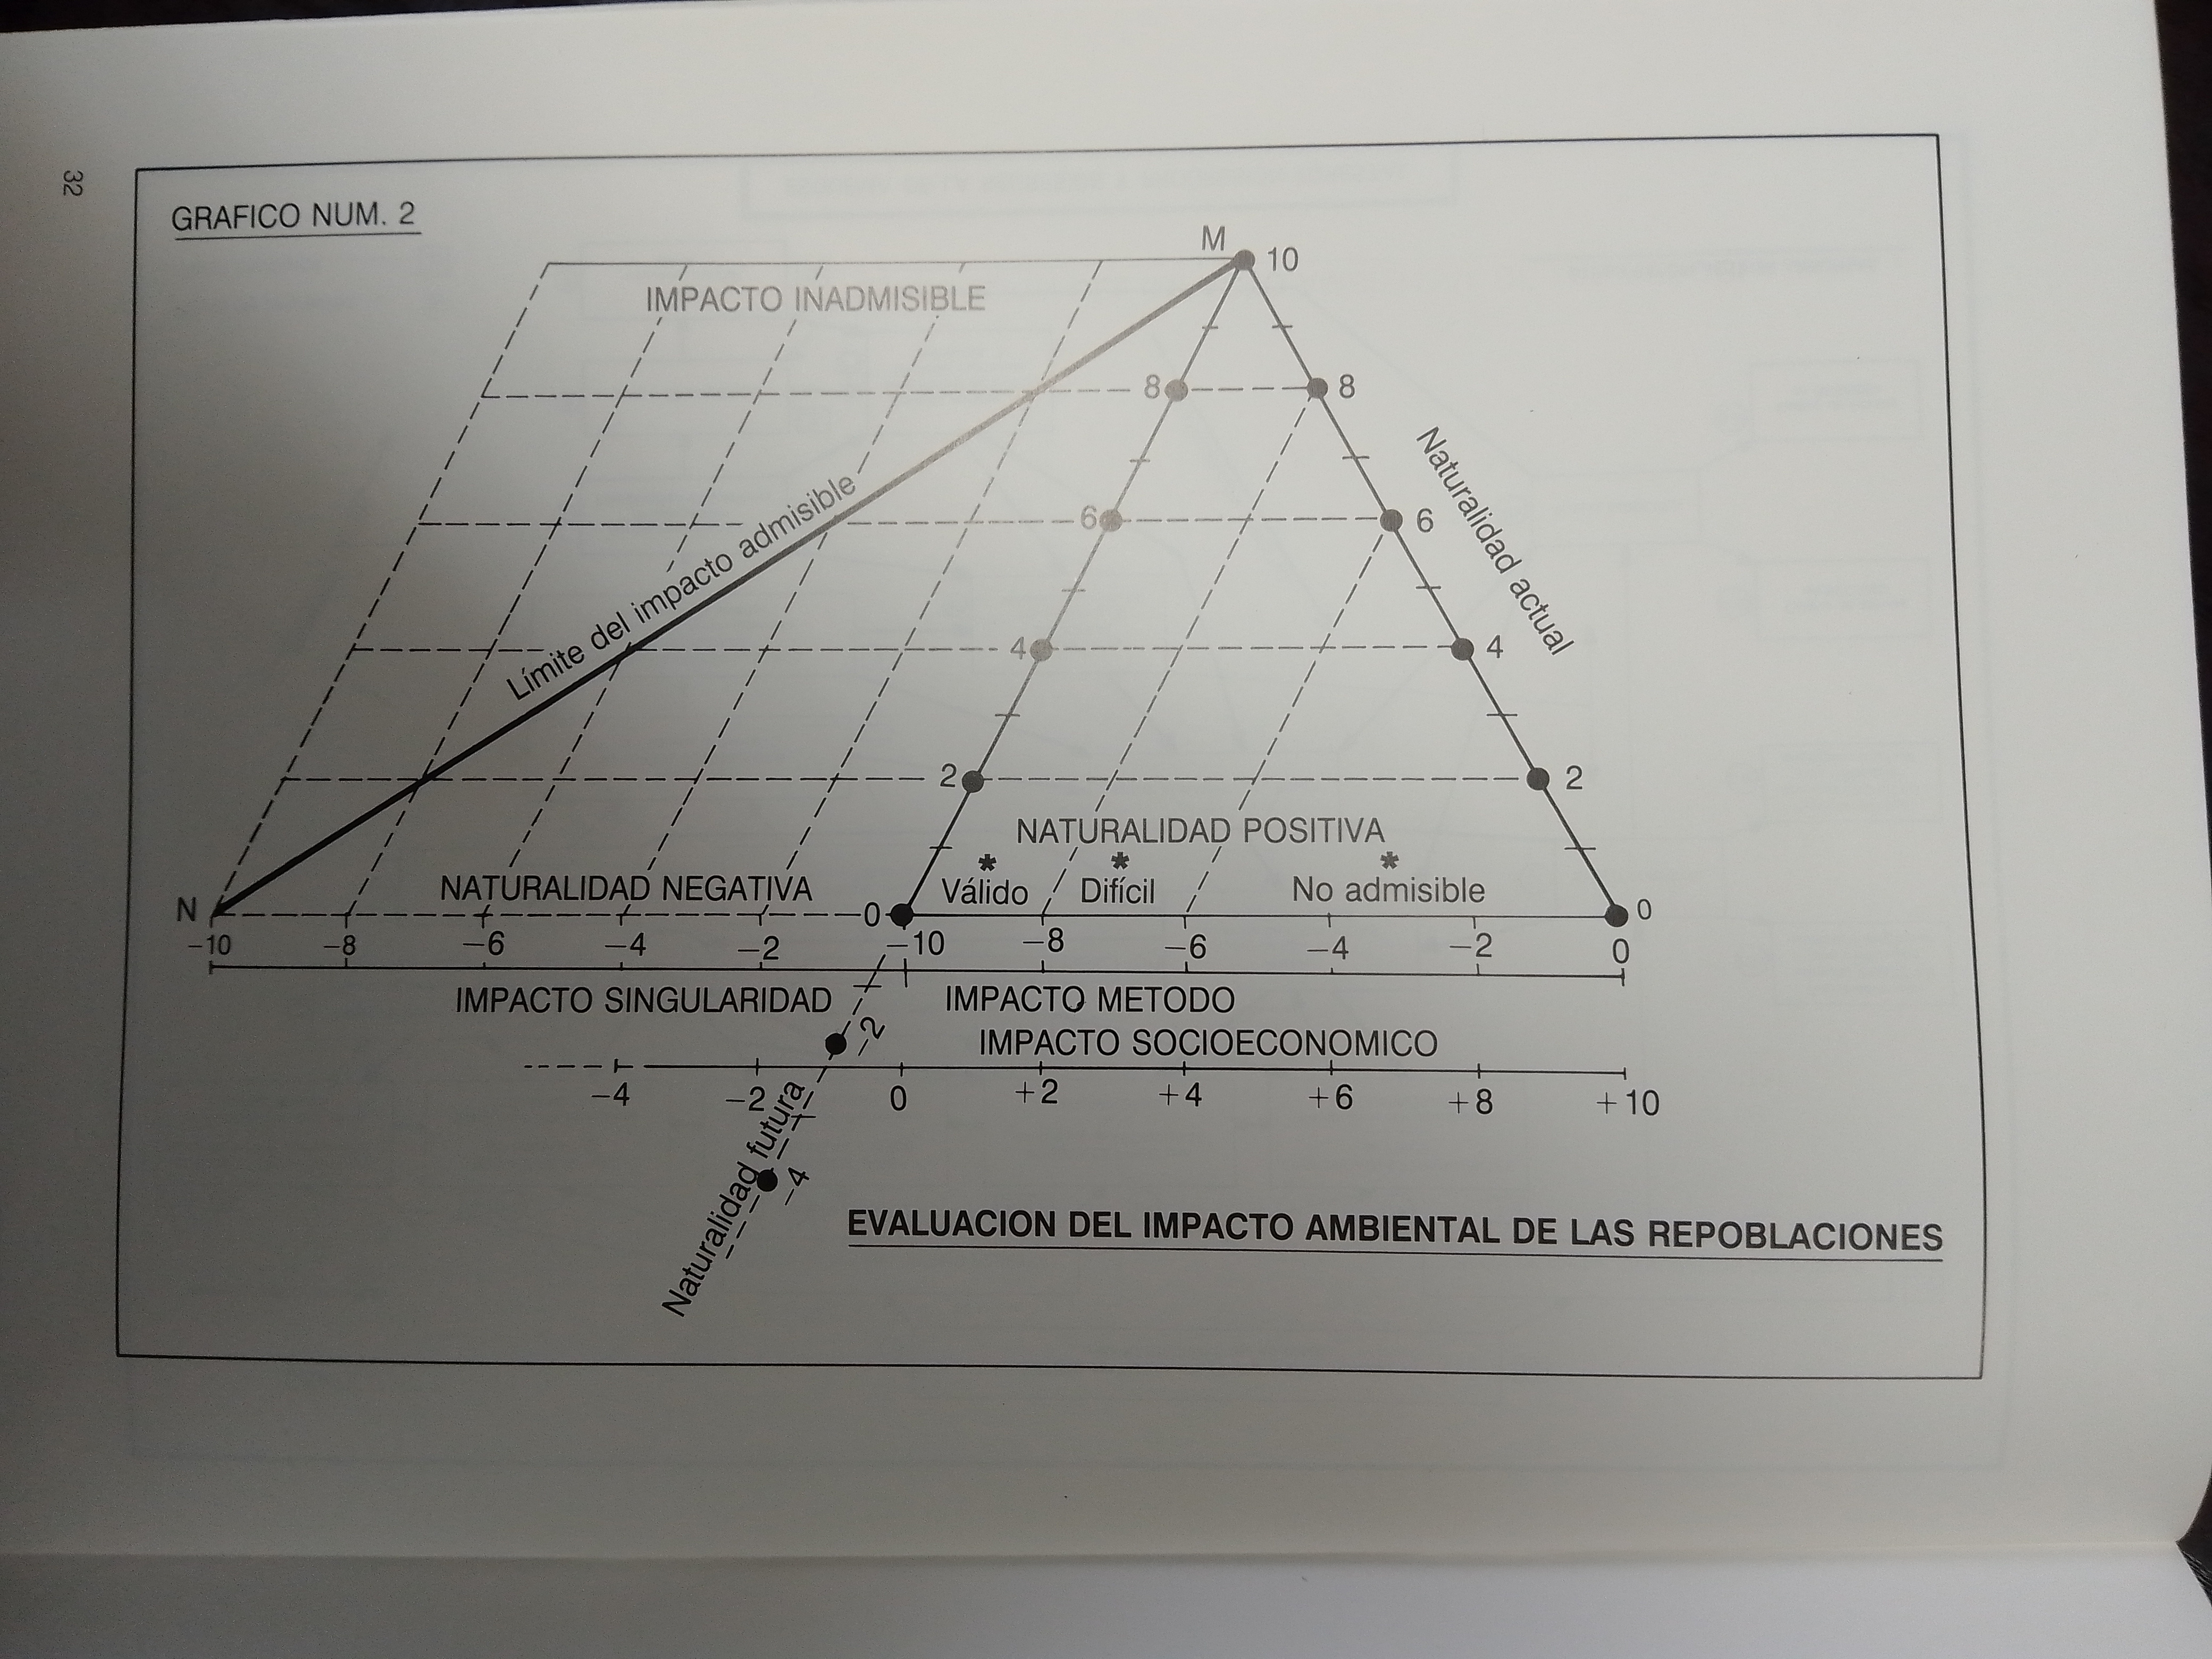 32
GRAFICO NUM. 2
M
10
IMPACTO INADMISIBLE
8
8
6
6
4
4
2
2
Naturalidad actual
Límite del impacto admisible
NATURALIDAD POSITIVA
* * *
Válido Difícil No admisible
NATURALIDAD NEGATIVA
N
0
0
−10 −8 −6 −4 −2 −10 −8 −6 −4 −2 0
IMPACTO SINGULARIDAD IMPACTO METODO
IMPACTO SOCIOECONOMICO
−2
−4 −2 0 +2 +4 +6 +8 +10
−4
Naturalidad futura
EVALUACION DEL IMPACTO AMBIENTAL DE LAS REPOBLACIONES